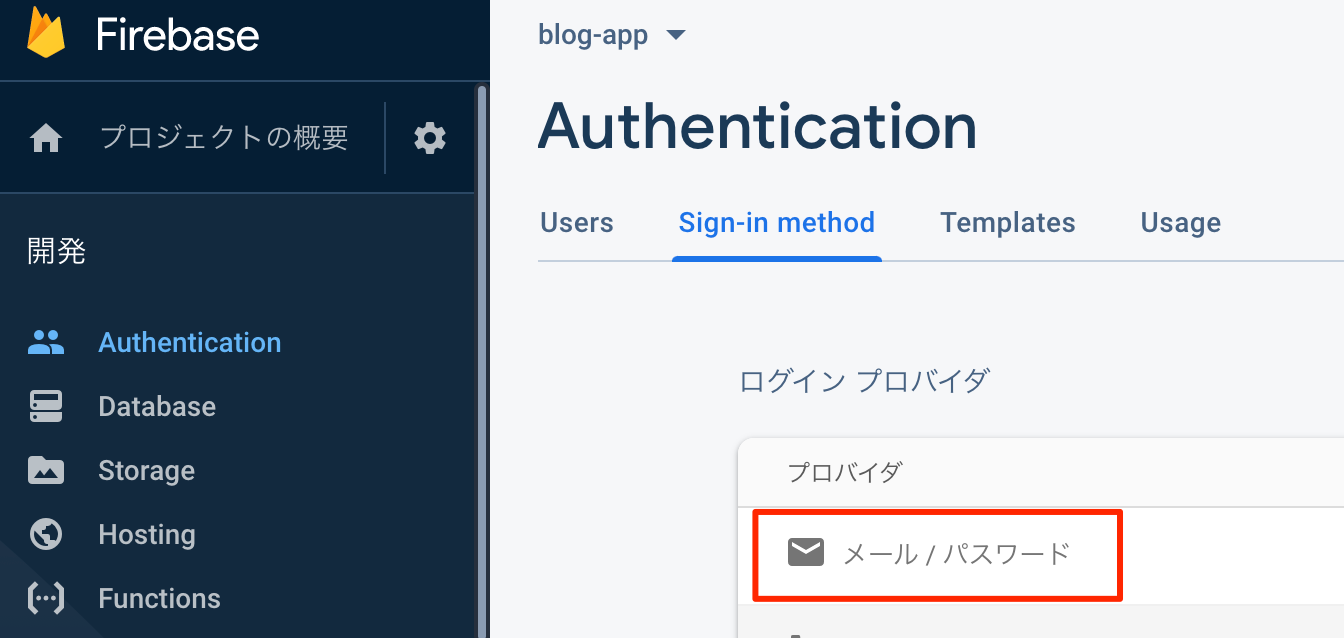 Firebase
プロジェクトの概要
開発
Authentication
Database
Storage
Hosting
Functions
blog-app
Authentication
Users
Sign-in method
Templates
Usage
ログイン プロバイダ
プロバイダ
メール / パスワード